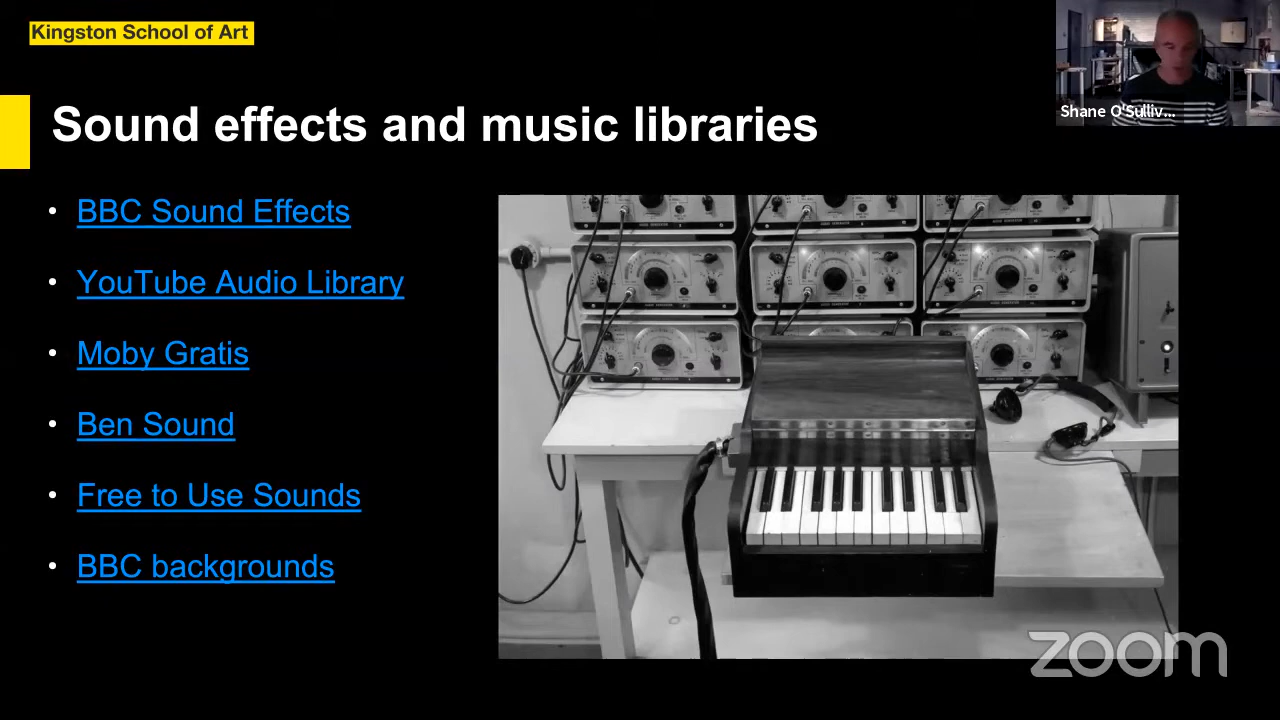 Kingston School of Art
Shane O'Sulliv...
Sound effects and music libraries
BBC Sound Effects
YouTube Audio Library
Moby Gratis
Ben Sound
Free to Use Sounds
BBC backgrounds
zoom